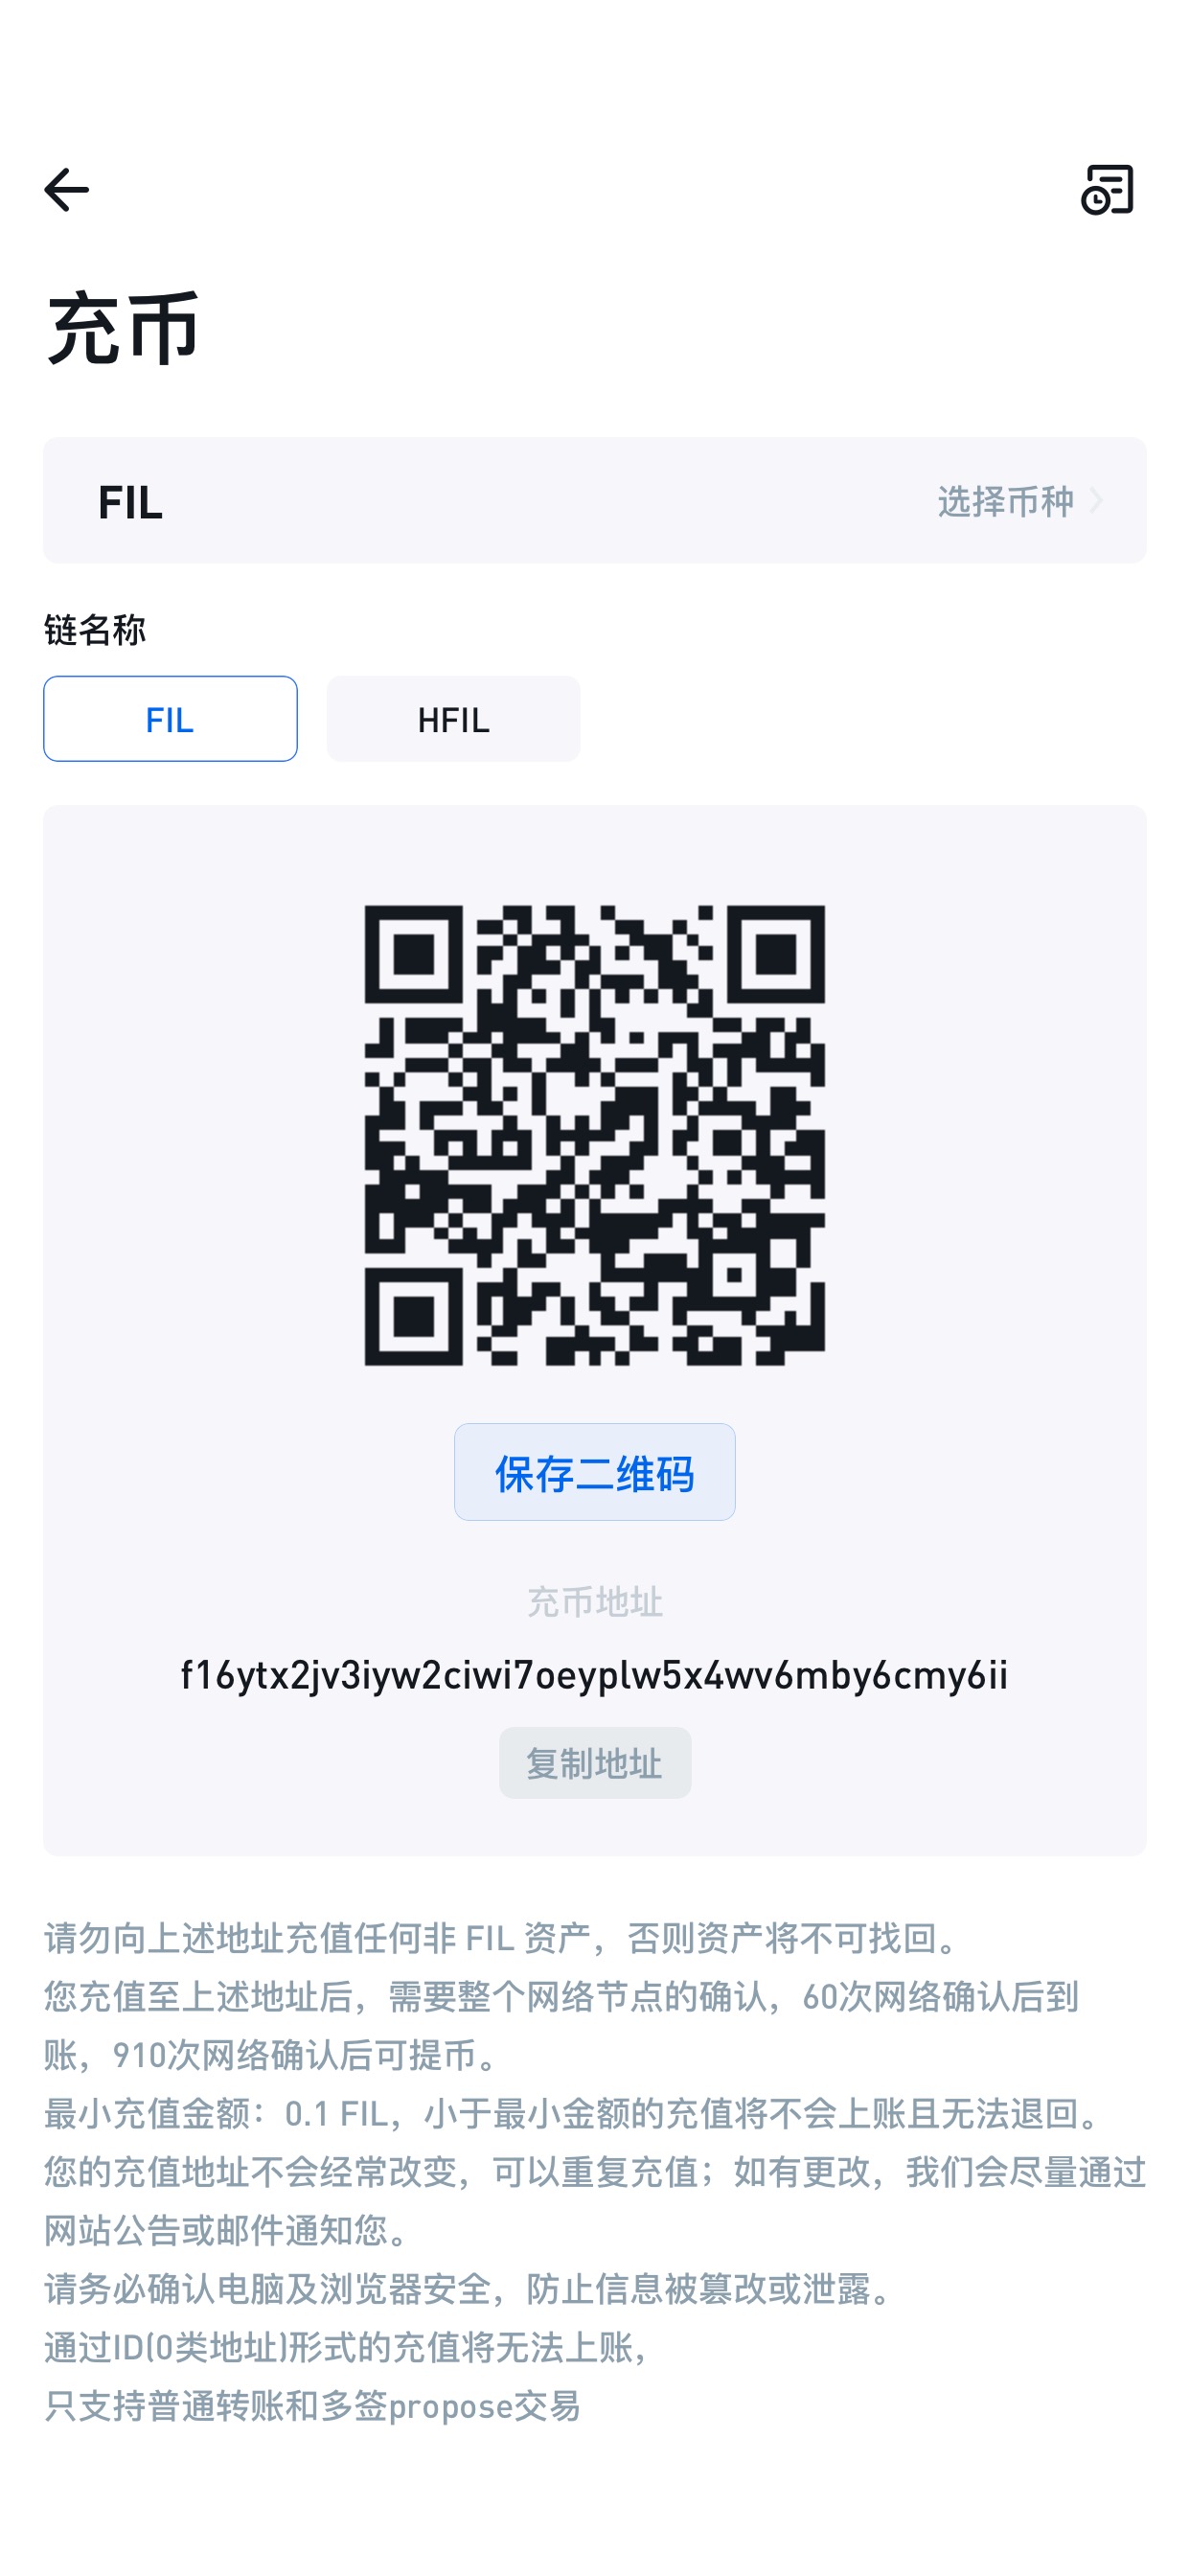 充币
FIL 选择币种
链名称
FIL HFIL
保存二维码
充币地址
f16ytx2jv3iyw2ciwi7oeyplw5x4wv6mby6cmy6ii
复制地址
请勿向上述地址充值任何非 FIL 资产，否则资产将不可找回。
您充值至上述地址后，需要整个网络节点的确认，60次网络确认后到
账，910次网络确认后可提币。
最小充值金额：0.1 FIL，小于最小金额的充值将不会上账且无法退回。
您的充值地址不会经常改变，可以重复充值；如有更改，我们会尽量通过
网站公告或邮件通知您。
请务必确认电脑及浏览器安全，防止信息被篡改或泄露。
通过ID(0类地址)形式的充值将无法上账，
只支持普通转账和多签propose交易